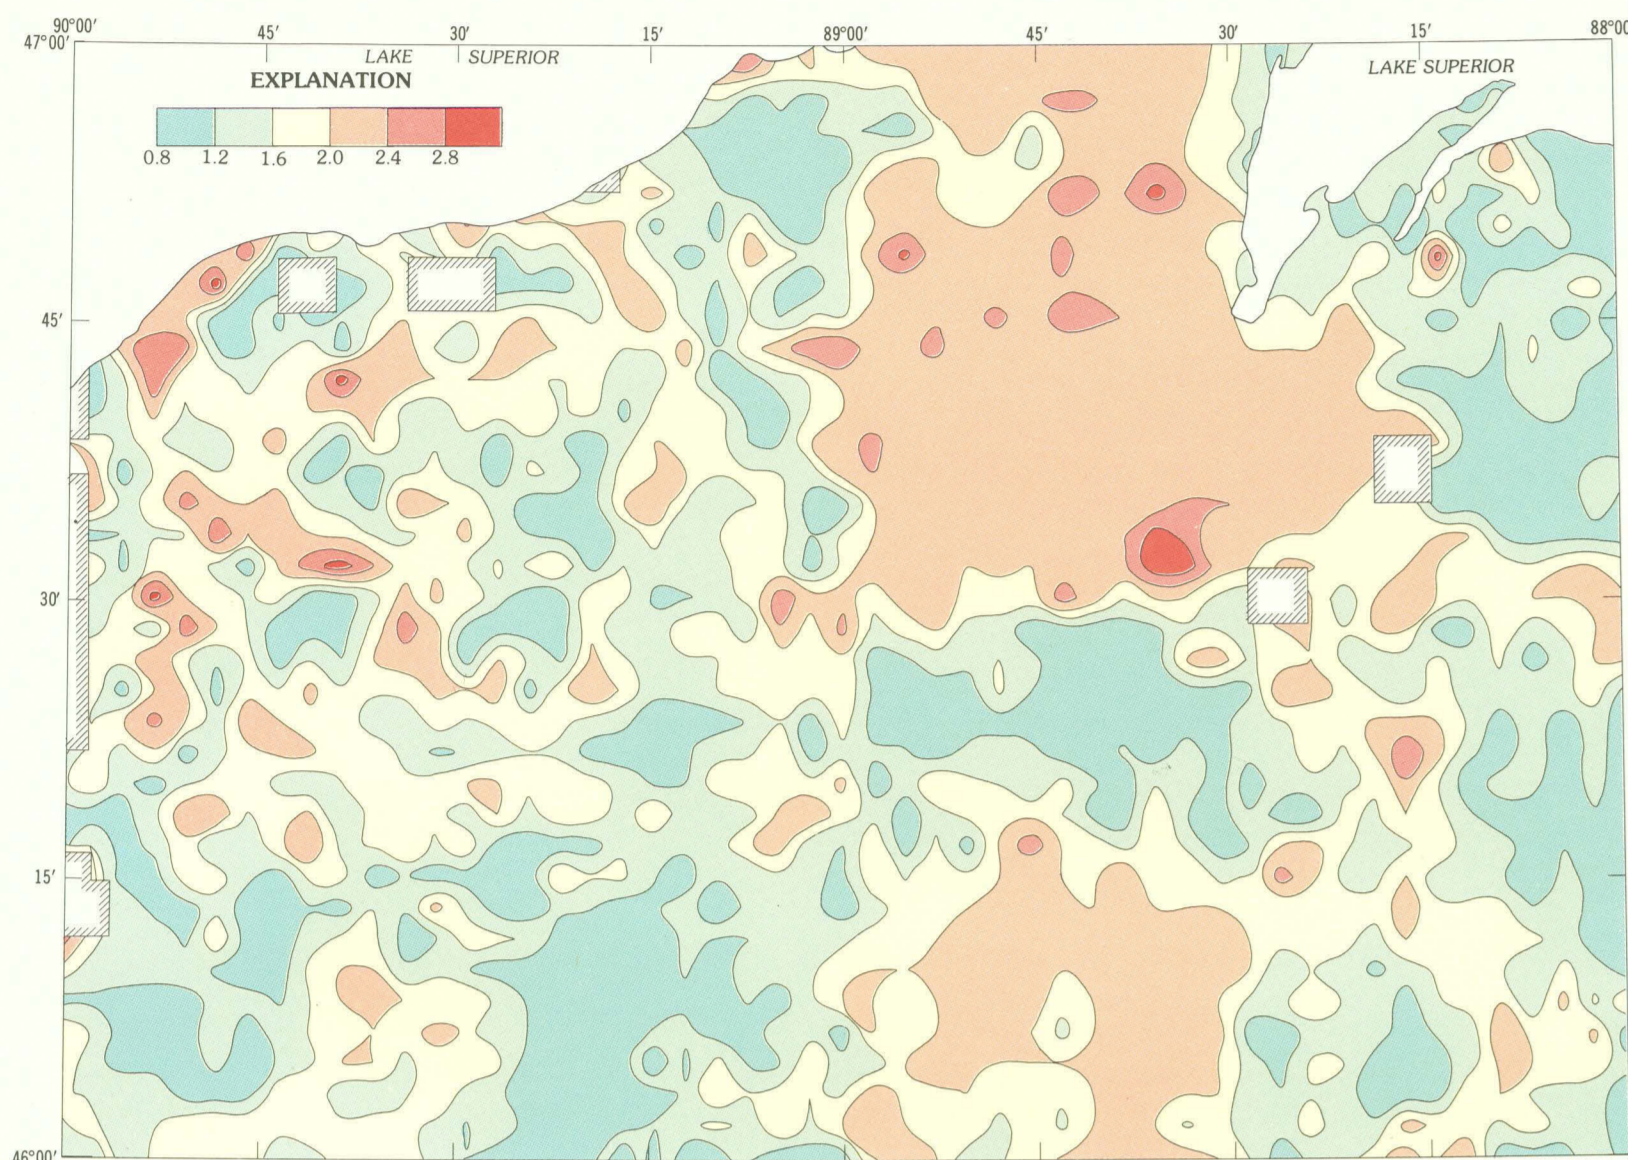 90°00′ 45′ 30′ 15′ 89°00′ 45′ 30′ 15′ 88°00
47°00′
LAKE SUPERIOR
LAKE SUPERIOR
EXPLANATION
0.8 1.2 1.6 2.0 2.4 2.8
45′
30′
15′
46°00′